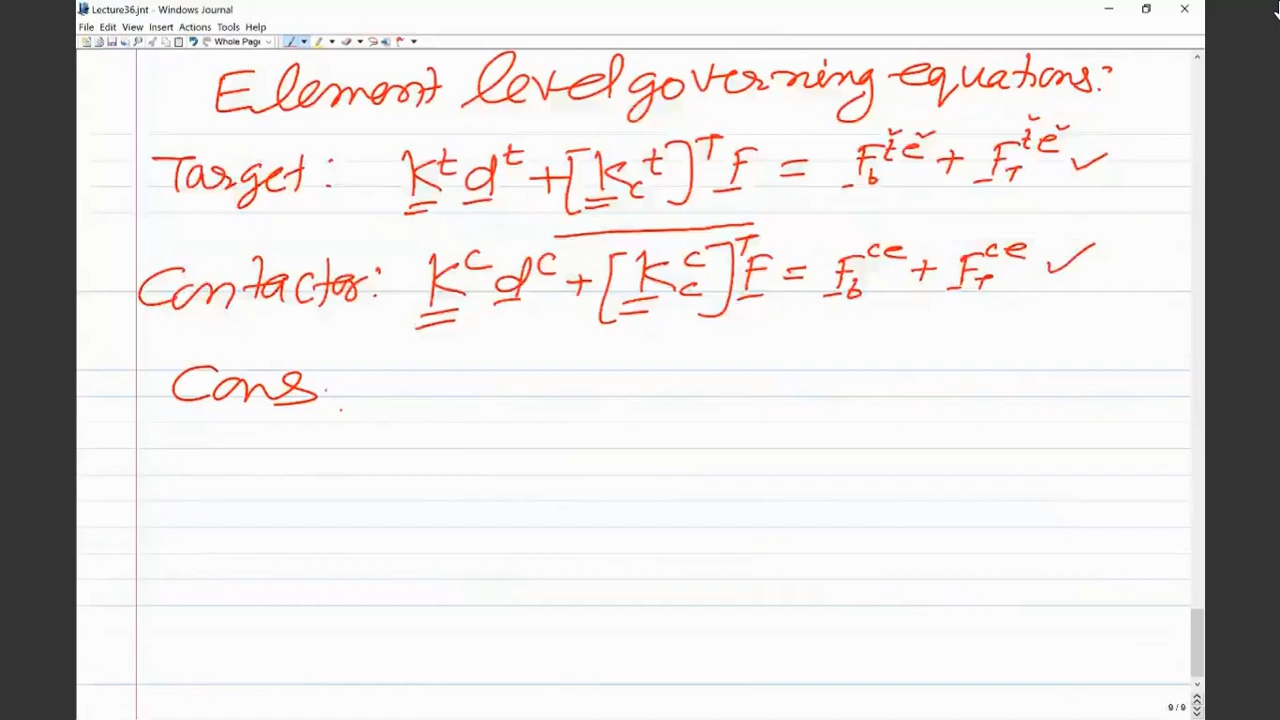 Lecture36.jnt - Windows Journal
File Edit View Insert Actions Tools Help
Whole Page
Element level governing equations:
Target: K^t d^t + [K_c^t]^T F = F_b^{te} + F_T^{te} ✓
Contactor: K^c d^c + [K_c^c]^T F = F_b^{ce} + F_T^{ce} ✓
Cons
9 / 9